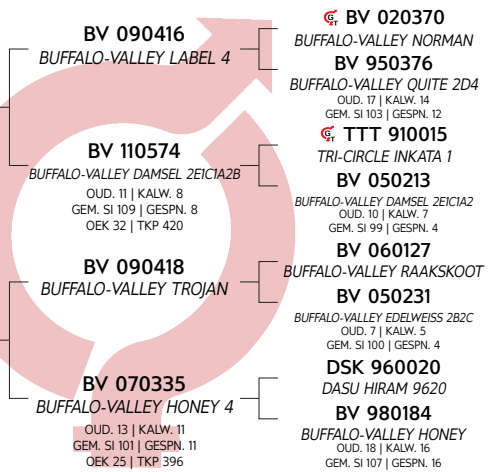 BV 090416
BUFFALO-VALLEY LABEL 4
BV 110574
BUFFALO-VALLEY DAMSEL 2E1C1A2B
OUD. 11 | KALW. 8
GEM. SI 109 | GESPN. 8
OEK 32 | TKP 420
BV 090418
BUFFALO-VALLEY TROJAN
BV 070335
BUFFALO-VALLEY HONEY 4
OUD. 13 | KALW. 11
GEM. SI 101 | GESPN. 11
OEK 25 | TKP 396
GT BV 020370
BUFFALO-VALLEY NORMAN
BV 950376
BUFFALO-VALLEY QUITE 2D4
OUD. 17 | KALW. 14
GEM. SI 103 | GESPN. 12
GT TTT 910015
TRI-CIRCLE INKATA 1
BV 050213
BUFFALO-VALLEY DAMSEL 2E1C1A2
OUD. 10 | KALW. 7
GEM. SI 99 | GESPN. 4
BV 060127
BUFFALO-VALLEY RAAKSKOOT
BV 050231
BUFFALO-VALLEY EDELWEISS 2B2C
OUD. 7 | KALW. 5
GEM. SI 100 | GESPN. 4
DSK 960020
DASU HIRAM 9620
BV 980184
BUFFALO-VALLEY HONEY
OUD. 18 | KALW. 16
GEM. SI 107 | GESPN. 16